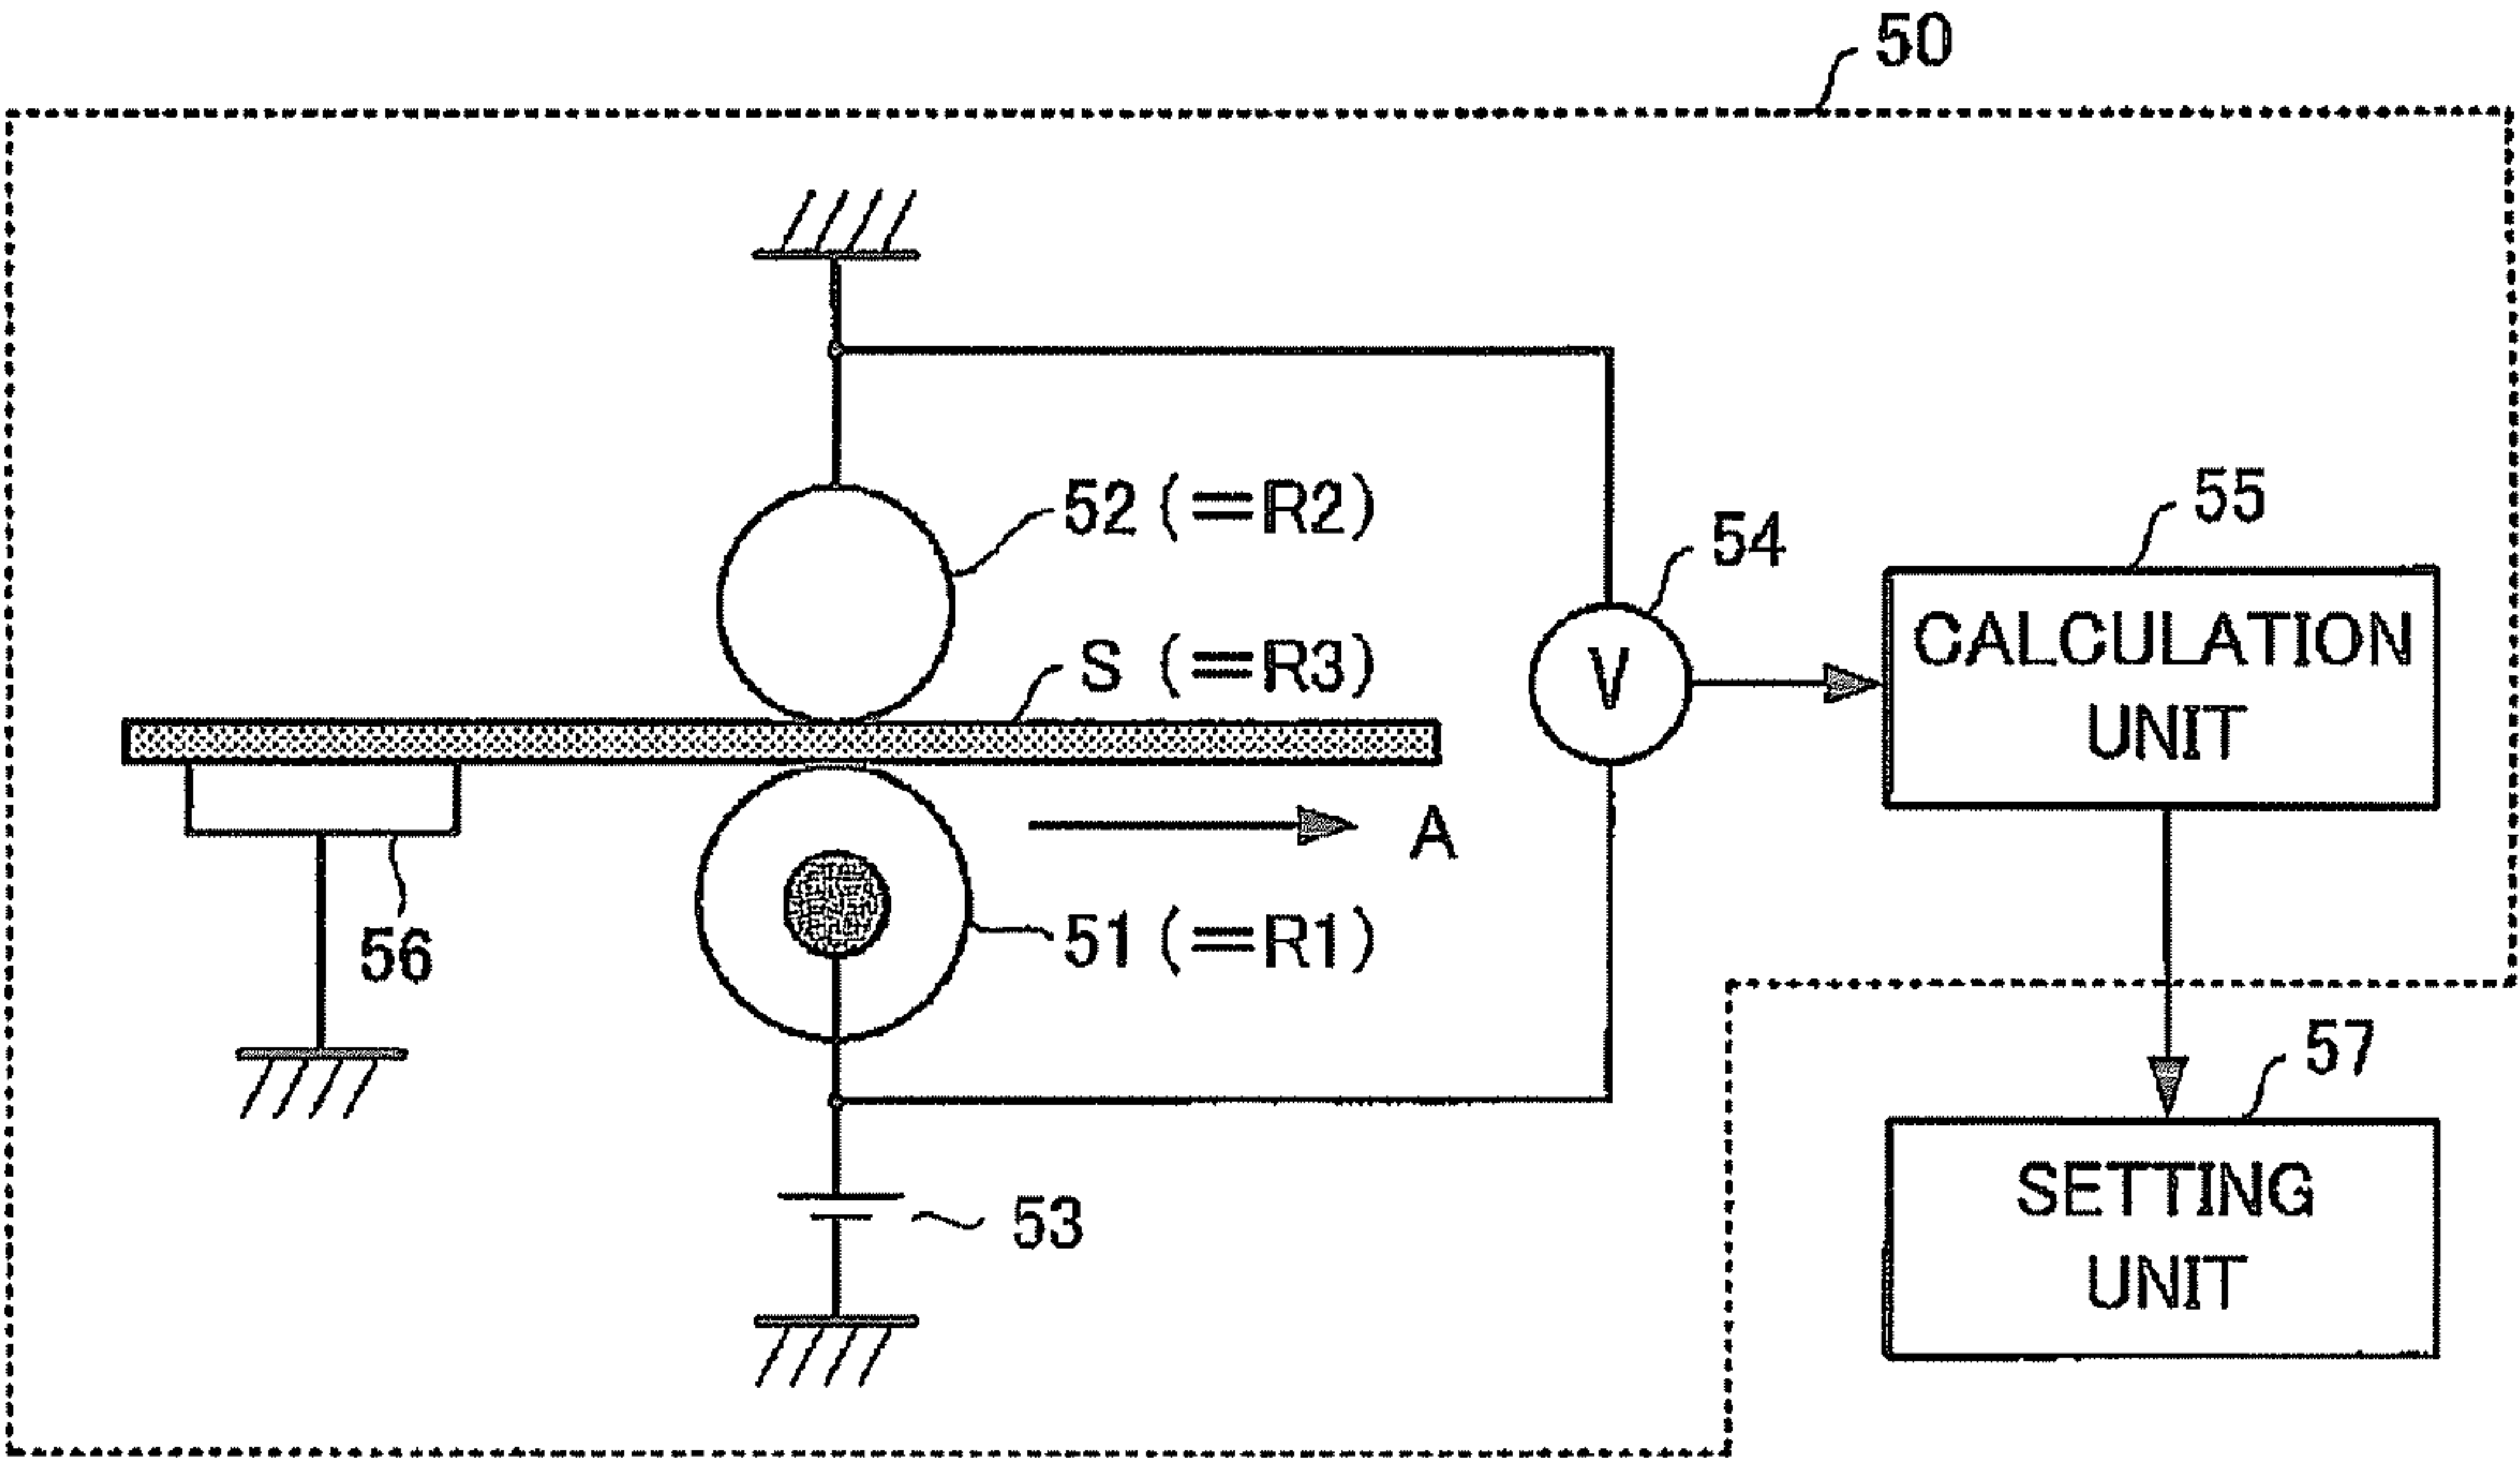 50
52 (=R2)
55
54
S (=R3)
V
CALCULATION
UNIT
A
51 (=R1)
56
57
53
SETTING
UNIT